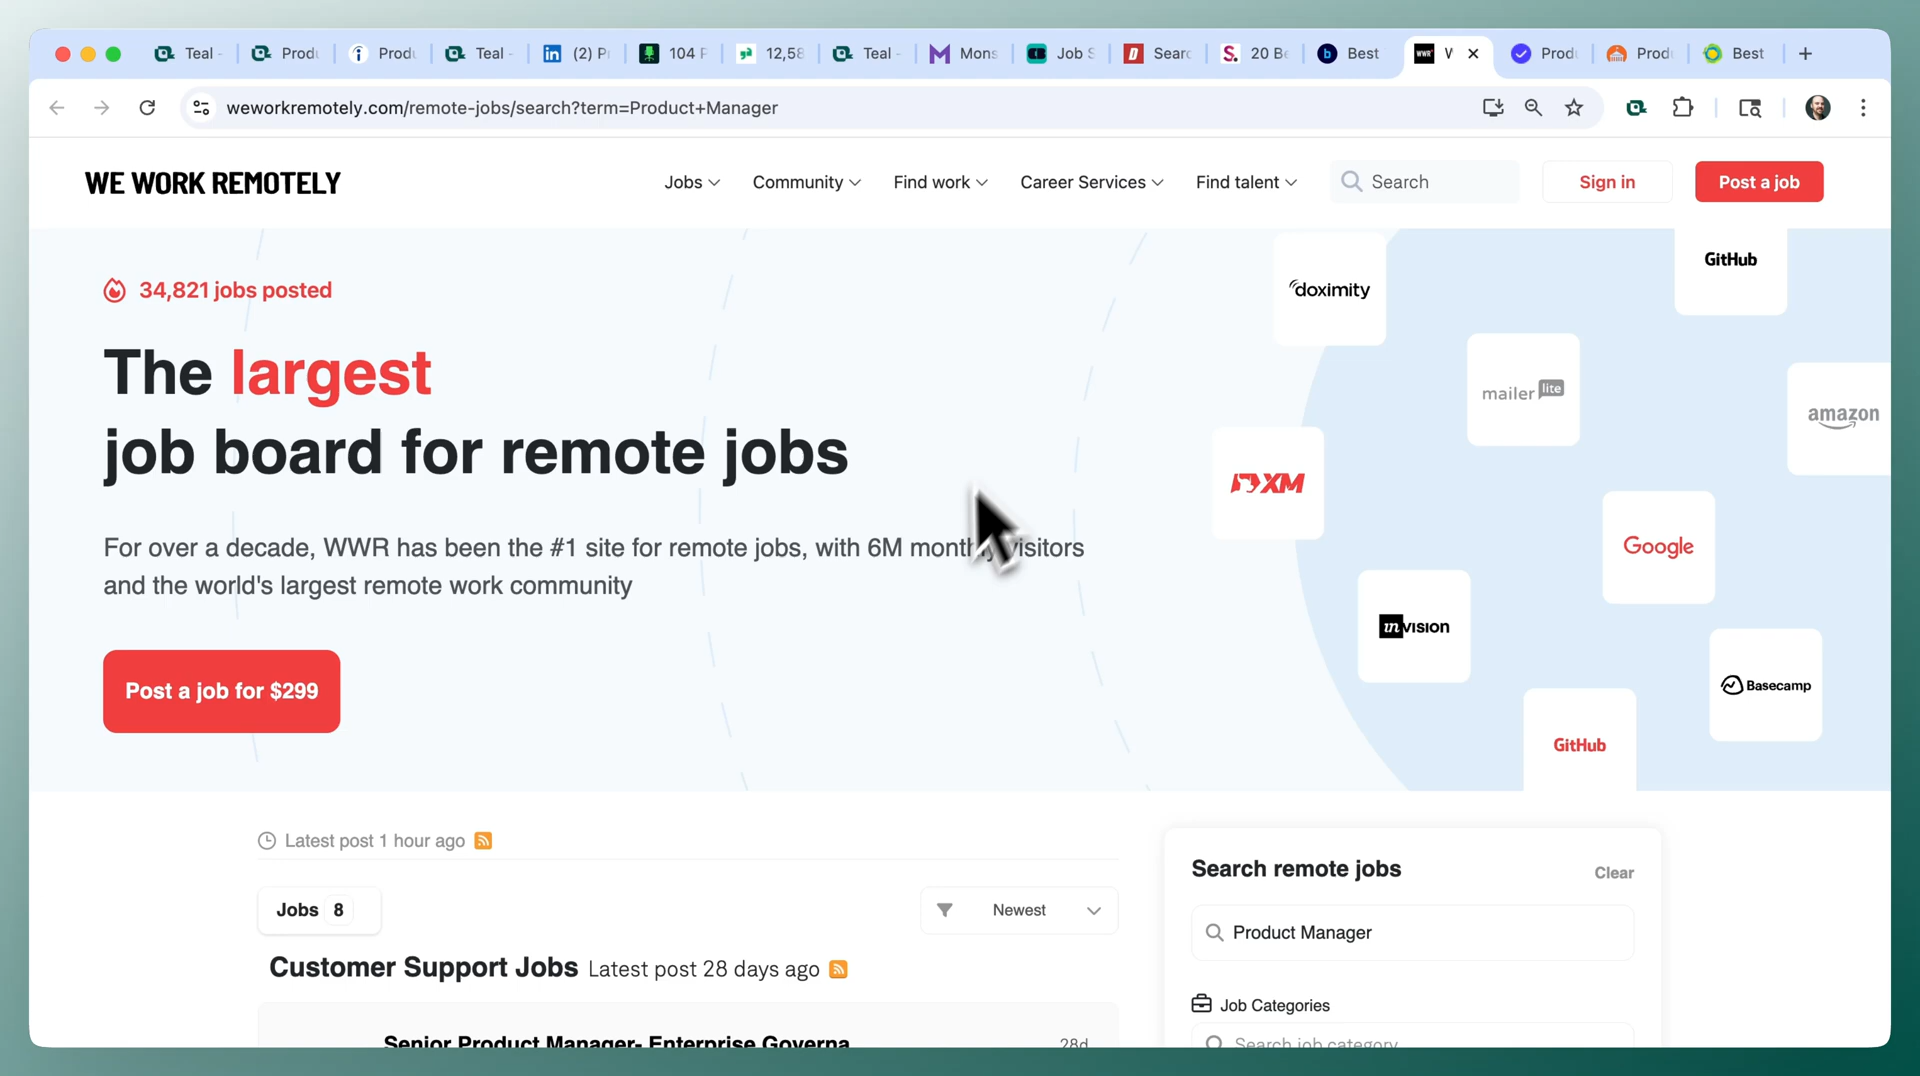 Teal -
Produ
Produ
Teal -
(2) P
104 P
12,58
Teal -
Mons
Job S
Searc
20 Be
Best
Produ
Produ
Best
weworkremotely.com/remote-jobs/search?term=Product+Manager
WE WORK REMOTELY
Jobs
Community
Find work
Career Services
Find talent
Search
Sign in
Post a job
34,821 jobs posted
The largest
job board for remote jobs
For over a decade, WWR has been the #1 site for remote jobs, with 6M monthly visitors
and the world's largest remote work community
Post a job for $299
doximity
GitHub
mailer lite
amazon
XM
Google
invision
Basecamp
GitHub
Latest post 1 hour ago
Jobs 8
Newest
Customer Support Jobs Latest post 28 days ago
Senior Product Manager- Enterprise Governa
28d
Search remote jobs
Clear
Product Manager
Job Categories
Search job category